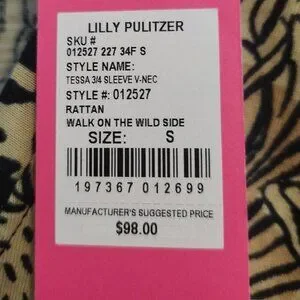 LILLY PULITZER
SKU #
012527 227 34F S
STYLE NAME:
TESSA 3/4 SLEEVE V-NEC
STYLE #: 012527
RATTAN
WALK ON THE WILD SIDE
SIZE: S
197367 012699
MANUFACTURER'S SUGGESTED PRICE
$98.00